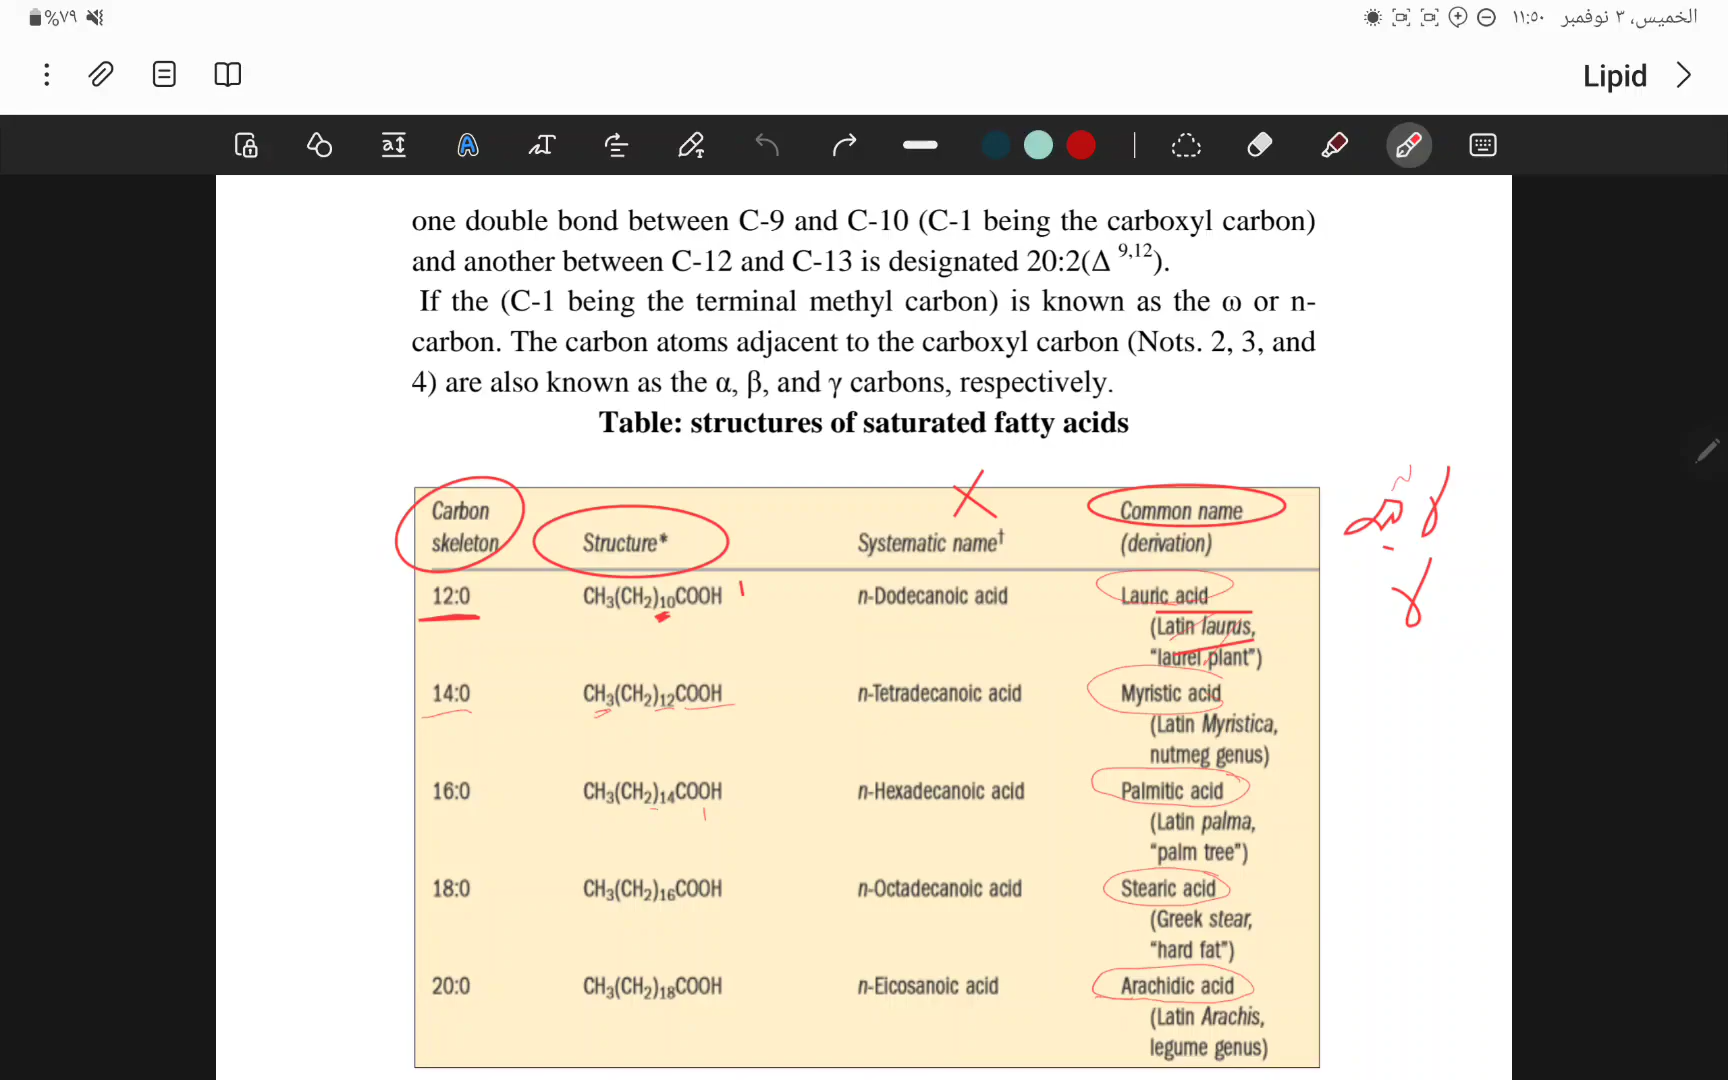 %٧٩
الخميس، ٣ نوفمبر ١١:٥٠
Lipid
one double bond between C-9 and C-10 (C-1 being the carboxyl carbon)
and another between C-12 and C-13 is designated 20:2(Δ 9,12).
If the (C-1 being the terminal methyl carbon) is known as the ω or n-
carbon. The carbon atoms adjacent to the carboxyl carbon (Nots. 2, 3, and
4) are also known as the α, β, and γ carbons, respectively.
Table: structures of saturated fatty acids
Carbon skeleton Structure* Systematic name† Common name (derivation)
12:0 CH3(CH2)10COOH n-Dodecanoic acid Lauric acid
(Latin laurus,
“laurel plant”)
14:0 CH3(CH2)12COOH n-Tetradecanoic acid Myristic acid
(Latin Myristica,
nutmeg genus)
16:0 CH3(CH2)14COOH n-Hexadecanoic acid Palmitic acid
(Latin palma,
“palm tree”)
18:0 CH3(CH2)16COOH n-Octadecanoic acid Stearic acid
(Greek stear,
“hard fat”)
20:0 CH3(CH2)18COOH n-Eicosanoic acid Arachidic acid
(Latin Arachis,
legume genus)